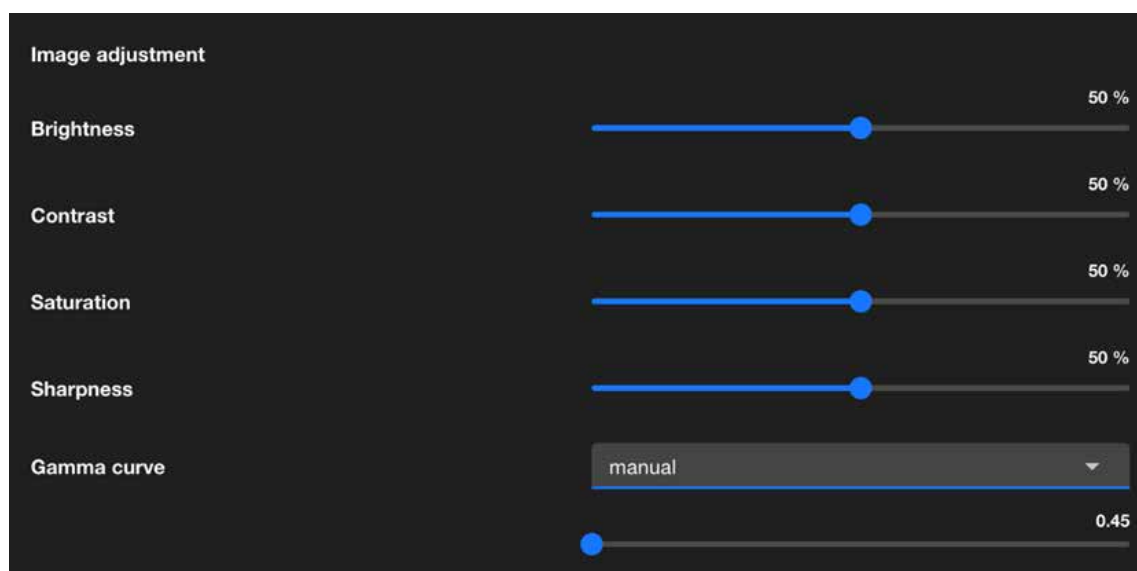 Image adjustment
50 %
Brightness
50 %
Contrast
50 %
Saturation
50 %
Sharpness
Gamma curve manual
0.45